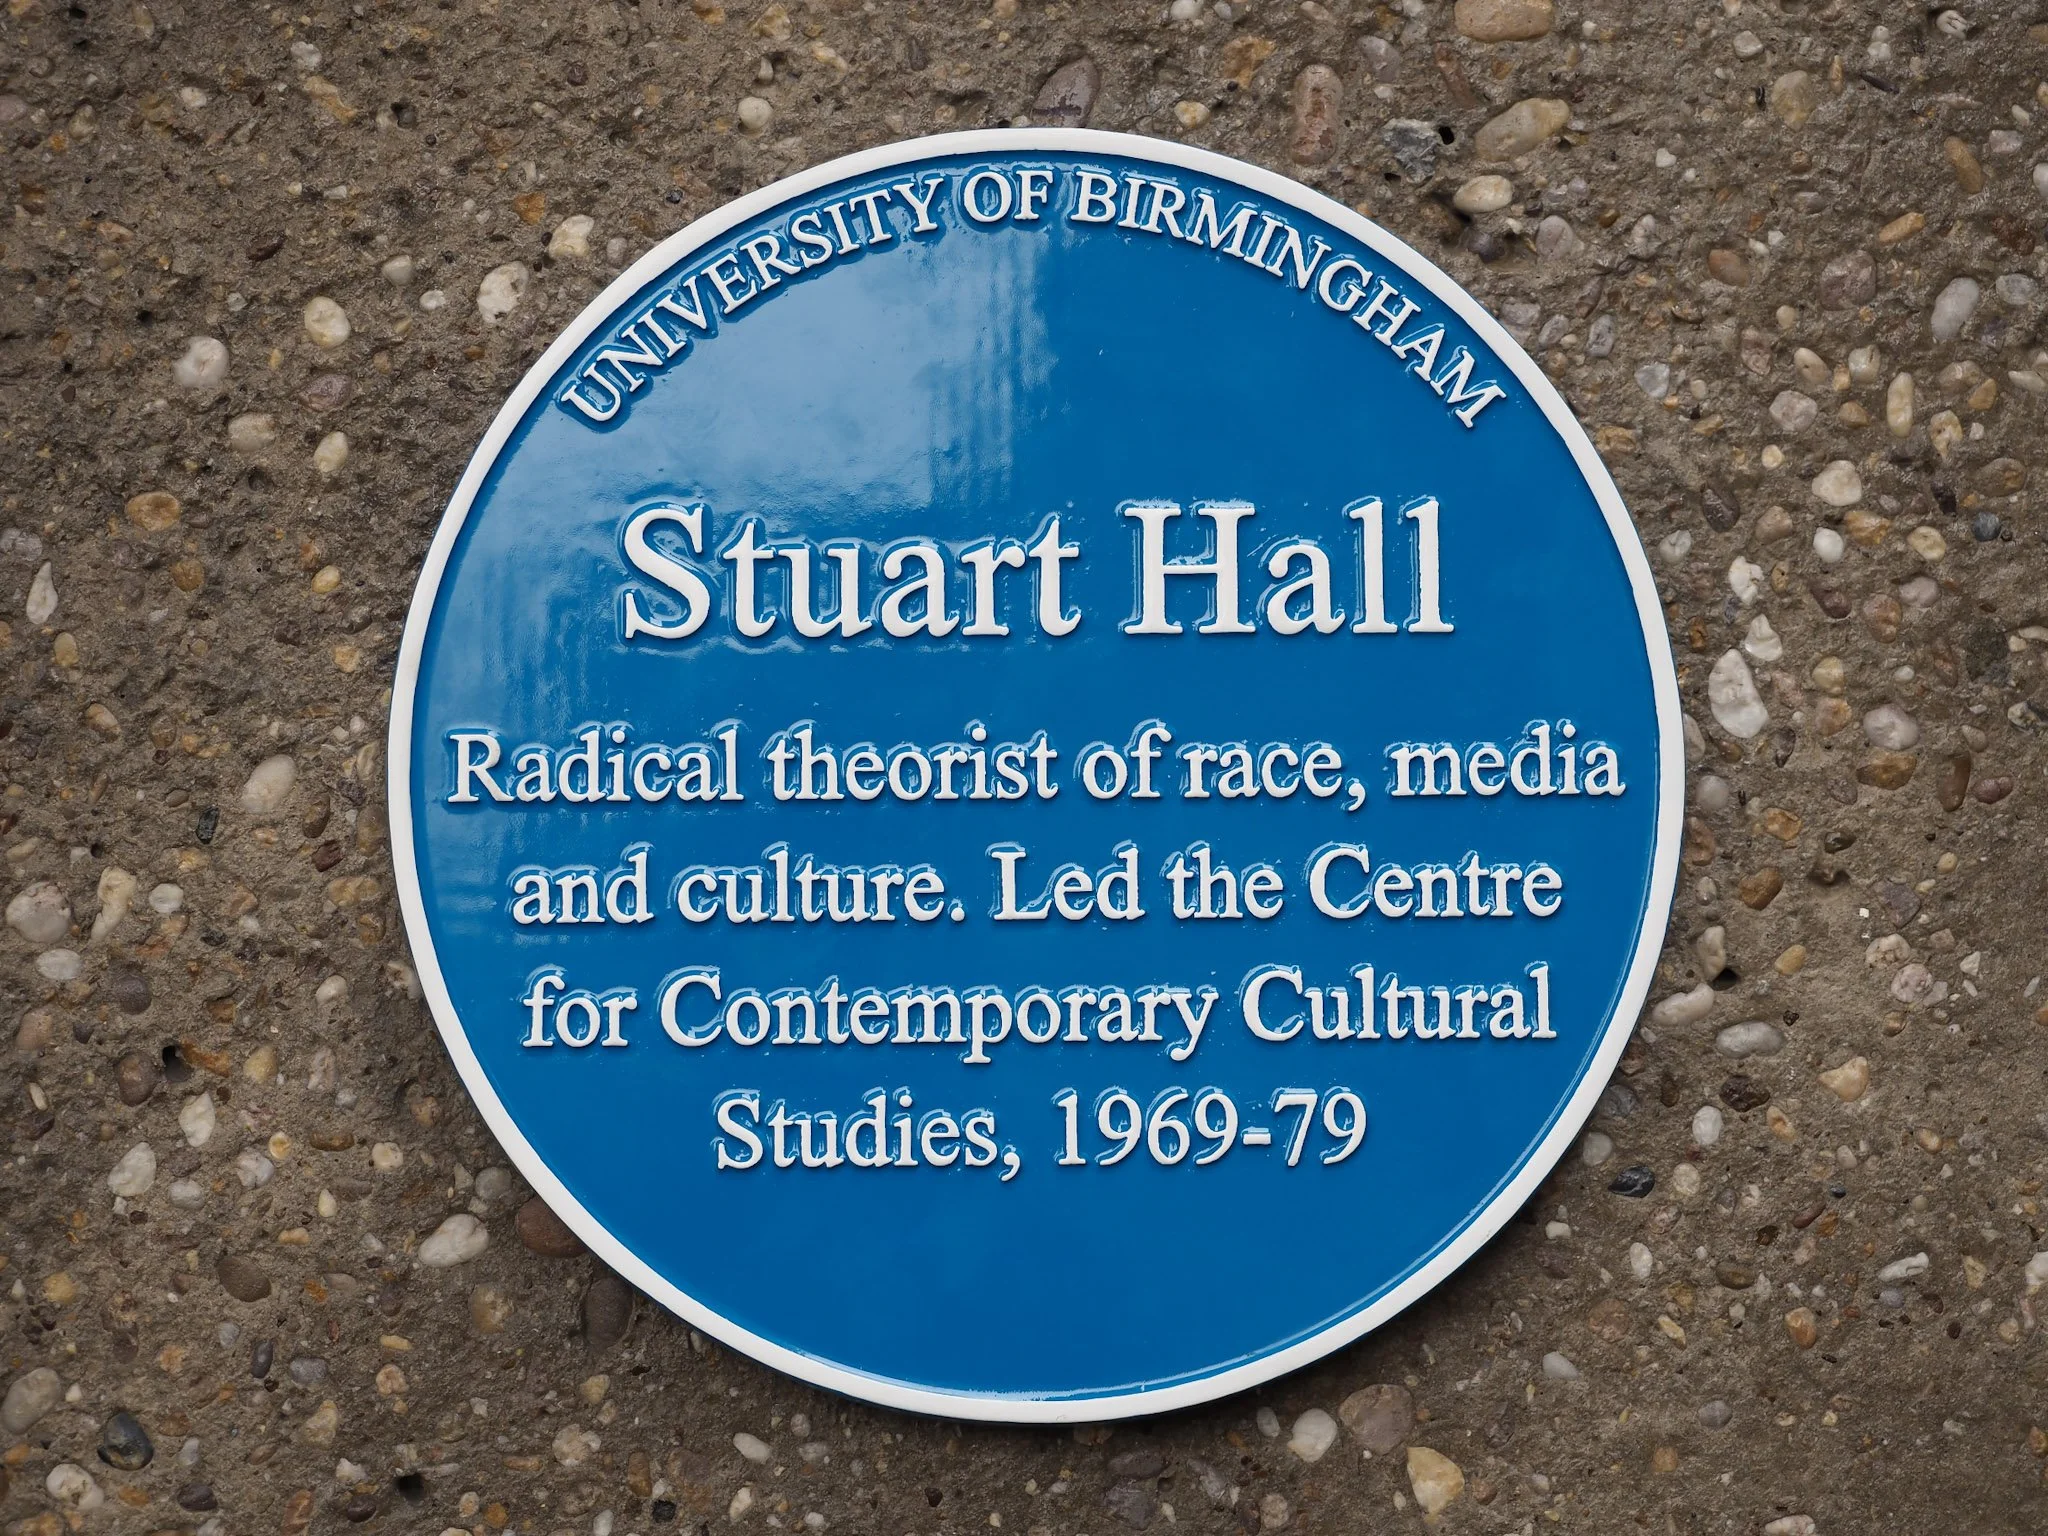 UNIVERSITY OF BIRMINGHAM
Stuart Hall
Radical theorist of race, media
and culture. Led the Centre
for Contemporary Cultural
Studies, 1969-79